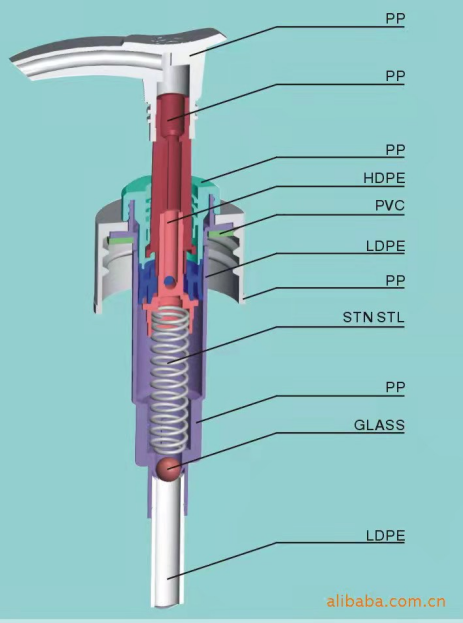 PP
PP
PP
HDPE
PVC
LDPE
PP
STN STL
PP
GLASS
LDPE
alibaba.com.cn